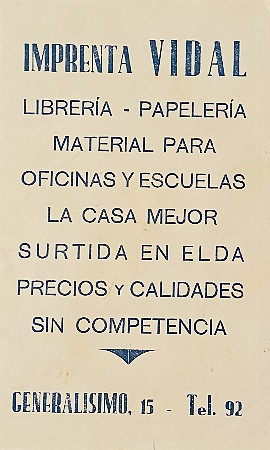 IMPRENTA VIDAL
LIBRERÍA - PAPELERÍA
MATERIAL PARA
OFICINAS Y ESCUELAS
LA CASA MEJOR
SURTIDA EN ELDA
PRECIOS Y CALIDADES
SIN COMPETENCIA
GENERALISIMO, 15 - Tel. 92